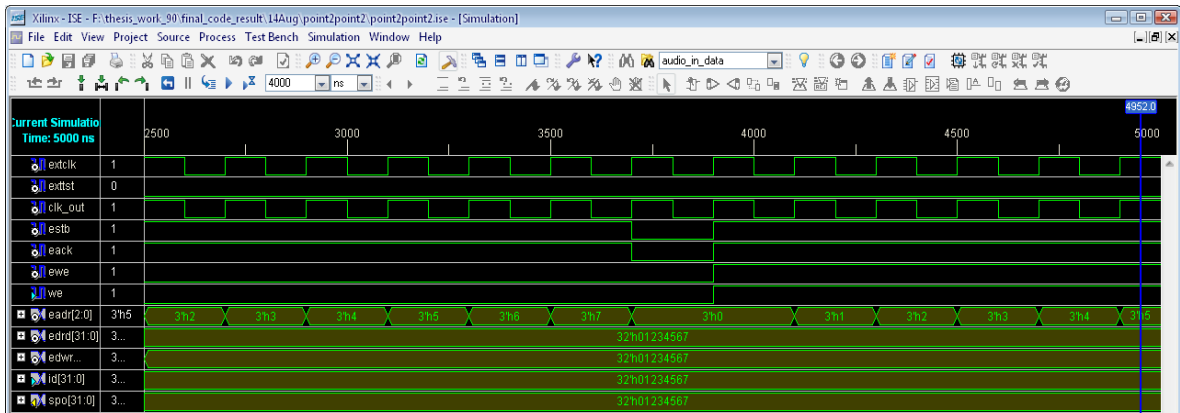 Xilinx - ISE - F:\thesis_work_90\final_code_result\14Aug\point2point2\point2point2.ise - [Simulation]
File Edit View Project Source Process Test Bench Simulation Window Help
audio_in_data
4000 ns
4952.0
Current Simulatio
Time: 5000 ns
2500 3000 3500 4000 4500 5000
extclk 1
exttst 0
clk_out 1
estb 1
eack 1
ewe 1
we 1
eadr[2:0] 3'h5 3'h2 3'h3 3'h4 3'h5 3'h6 3'h7 3'h0 3'h1 3'h2 3'h3 3'h4 3'h5
edrd[31:0] 3... 32'h01234567
edwr... 3... 32'h01234567
id[31:0] 3... 32'h01234567
spo[31:0] 3... 32'h01234567